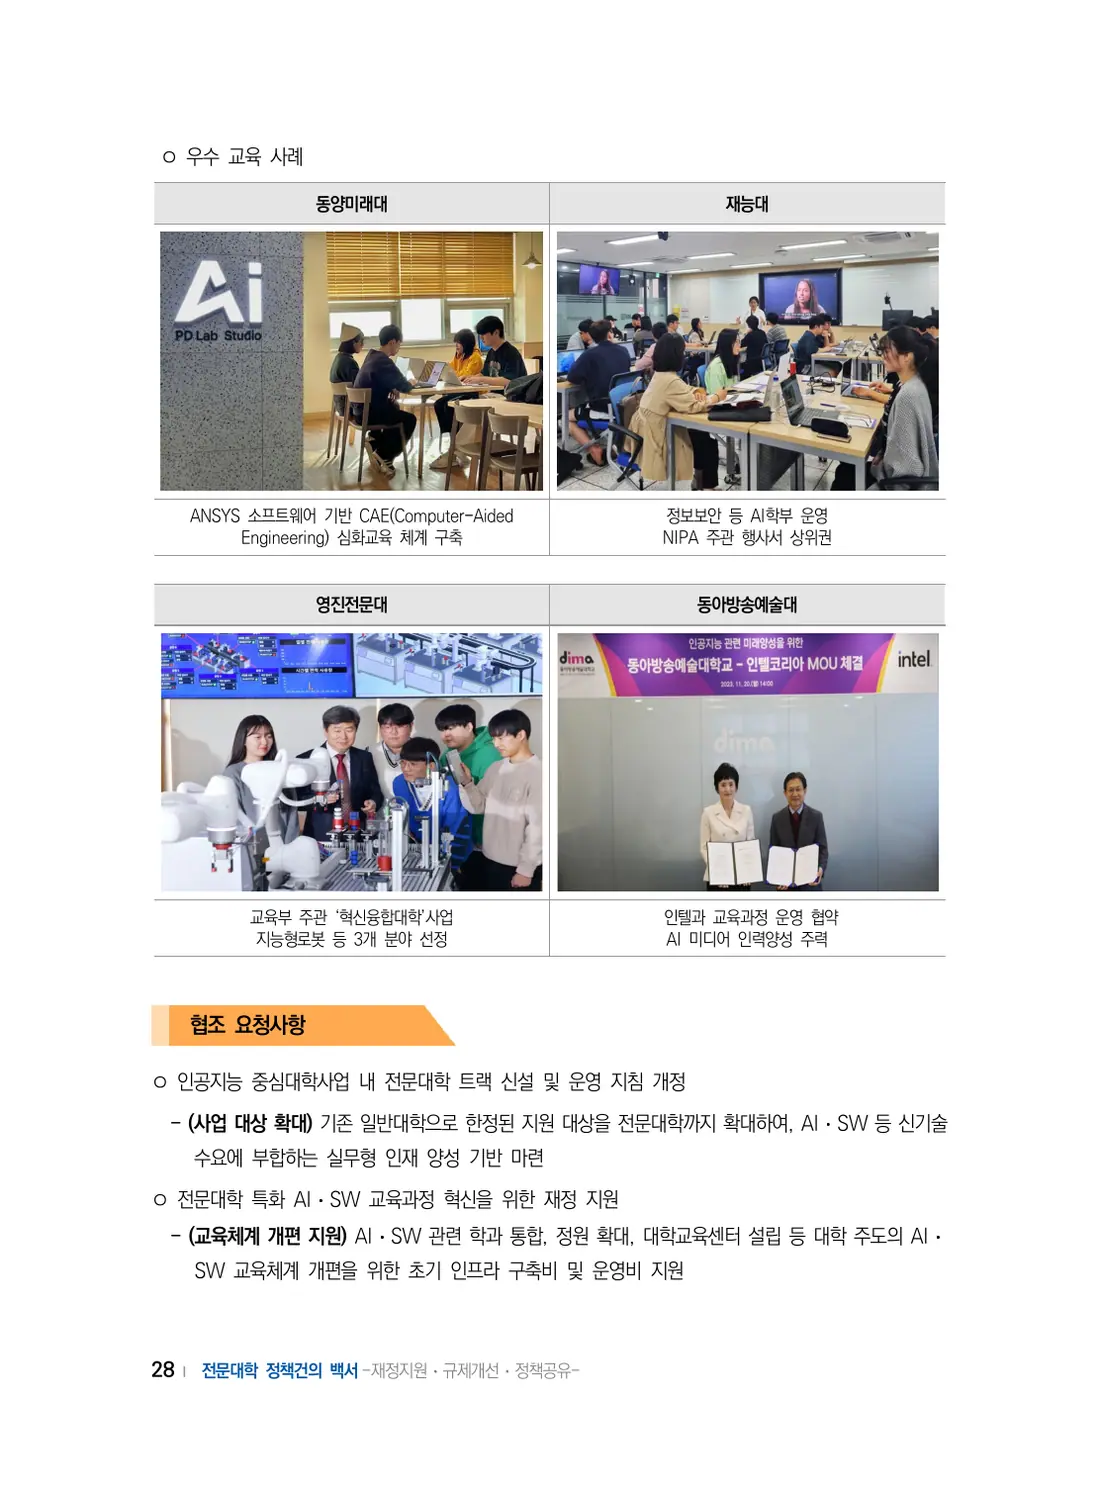 ㅇ 우수 교육 사례
동양미래대
재능대
Ai
PD Lab Studio
ANSYS 소프트웨어 기반 CAE(Computer-Aided
Engineering) 심화교육 체계 구축
정보보안 등 AI학부 운영
NIPA 주관 행사서 상위권
영진전문대
동아방송예술대
인공지능 관련 미래양성을 위한
dima
동아방송예술대학교 - 인텔코리아 MOU 체결
intel
2023. 11. 20.(월) 14:00
dima
교육부 주관 ‘혁신융합대학’사업
지능형로봇 등 3개 분야 선정
인텔과 교육과정 운영 협약
AI 미디어 인력양성 주력
협조 요청사항
ㅇ 인공지능 중심대학사업 내 전문대학 트랙 신설 및 운영 지침 개정
- (사업 대상 확대) 기존 일반대학으로 한정된 지원 대상을 전문대학까지 확대하여, AI・SW 등 신기술
수요에 부합하는 실무형 인재 양성 기반 마련
ㅇ 전문대학 특화 AI・SW 교육과정 혁신을 위한 재정 지원
- (교육체계 개편 지원) AI・SW 관련 학과 통합, 정원 확대, 대학교육센터 설립 등 대학 주도의 AI・
SW 교육체계 개편을 위한 초기 인프라 구축비 및 운영비 지원
28 | 전문대학 정책건의 백서 -재정지원・규제개선・정책공유-